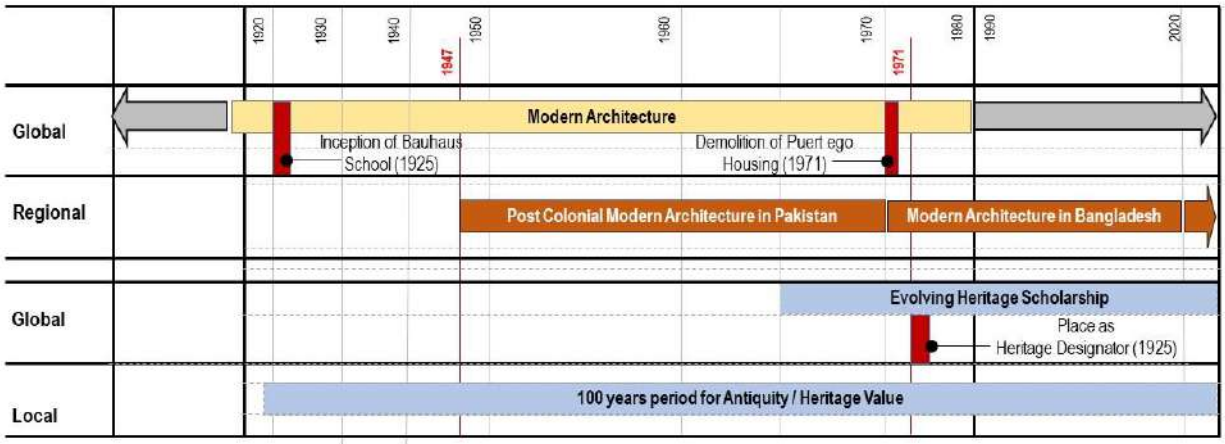 1920
1930
1940
1947
1950
1960
1970
1971
1980
1990
2020
Global
Modern Architecture
Inception of Bauhaus
School (1925)
Demolition of Puert ego
Housing (1971)
Regional
Post Colonial Modern Architecture in Pakistan
Modern Architecture in Bangladesh
Global
Evolving Heritage Scholarship
Place as
Heritage Designator (1925)
Local
100 years period for Antiquity / Heritage Value